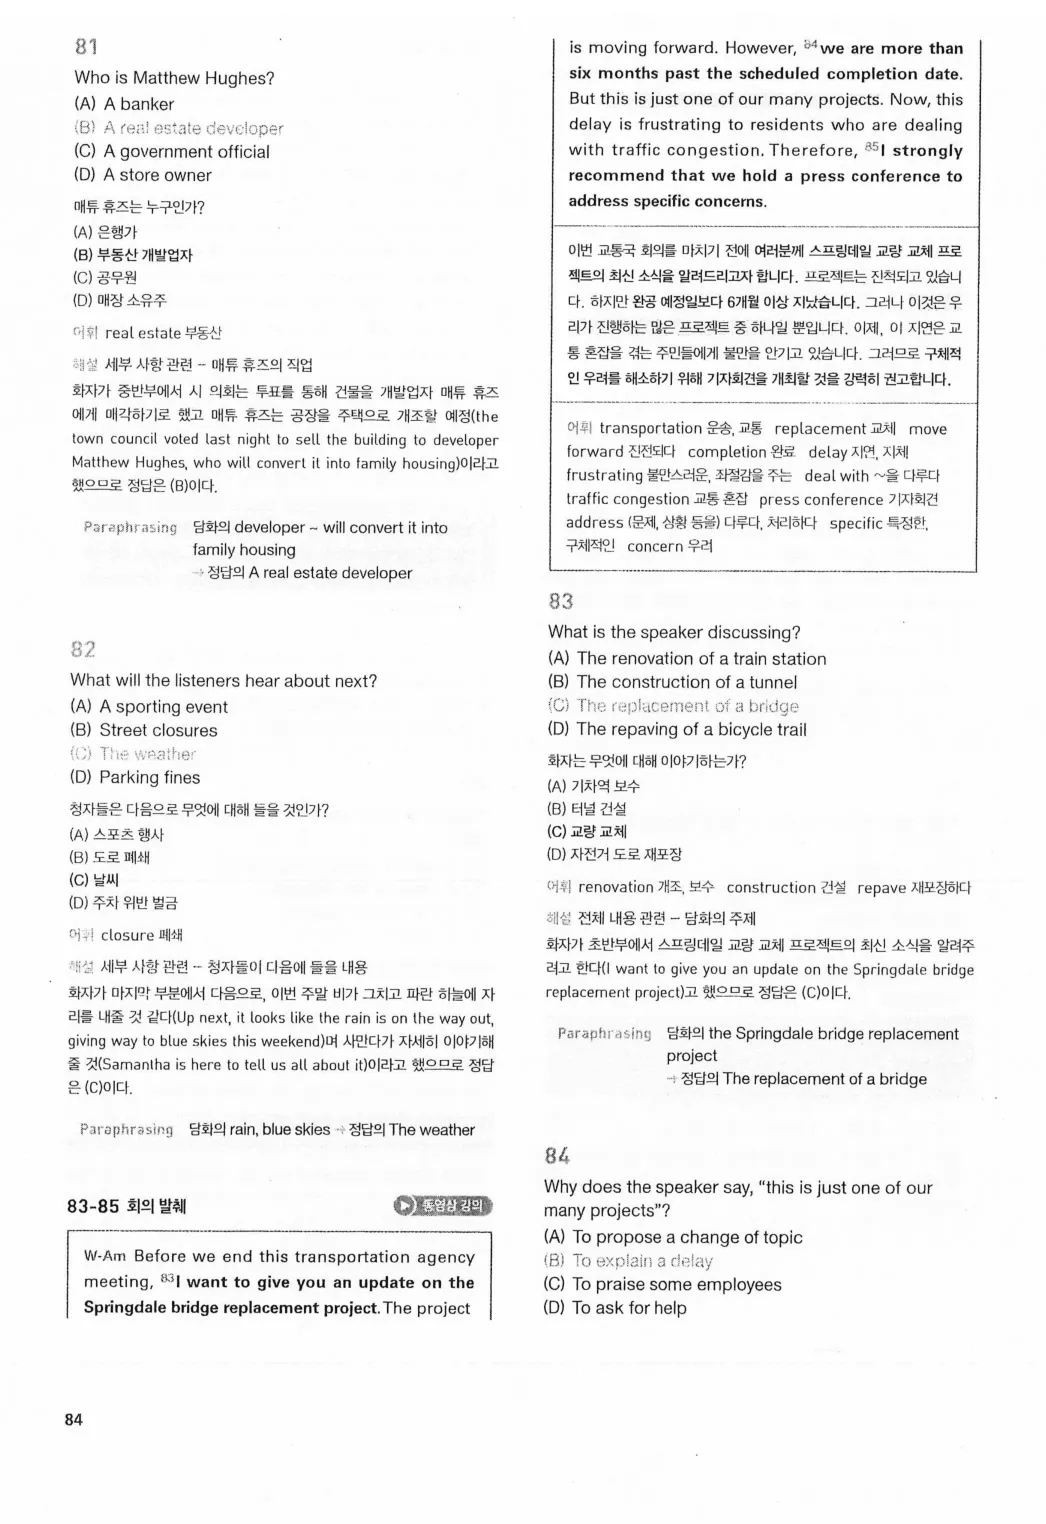 81
Who is Matthew Hughes?
(A) A banker
(B) A real estate developer
(C) A government official
(D) A store owner
매튜 휴즈는 누구인가?
(A) 은행가
(B) 부동산 개발업자
(C) 공무원
(D) 매장 소유주
어휘 real estate 부동산
해설 세부 사항 관련 – 매튜 휴즈의 직업
화자가 중반부에서 시 의회는 투표를 통해 건물을 개발업자 매튜 휴즈
에게 매각하기로 했고 매튜 휴즈는 공장을 주택으로 개조할 예정(the
town council voted last night to sell the building to developer
Matthew Hughes, who will convert it into family housing)이라고
했으므로 정답은 (B)이다.
Paraphrasing 담화의 developer ~ will convert it into
family housing
→ 정답의 A real estate developer
82
What will the listeners hear about next?
(A) A sporting event
(B) Street closures
(C) The weather
(D) Parking fines
청자들은 다음으로 무엇에 대해 들을 것인가?
(A) 스포츠 행사
(B) 도로 폐쇄
(C) 날씨
(D) 주차 위반 벌금
어휘 closure 폐쇄
해설 세부 사항 관련 – 청자들이 다음에 들을 내용
화자가 마지막 부분에서 다음으로, 이번 주말 비가 그치고 파란 하늘에 자
리를 내줄 것 같다(Up next, it looks like the rain is on the way out,
giving way to blue skies this weekend)며 사만다가 자세히 이야기해
줄 것(Samantha is here to tell us all about it)이라고 했으므로 정답
은 (C)이다.
Paraphrasing 담화의 rain, blue skies → 정답의 The weather
83-85 회의 발췌 동영상 강의
W-Am Before we end this transportation agency
meeting, 83I want to give you an update on the
Springdale bridge replacement project. The project
is moving forward. However, 84we are more than
six months past the scheduled completion date.
But this is just one of our many projects. Now, this
delay is frustrating to residents who are dealing
with traffic congestion. Therefore, 85I strongly
recommend that we hold a press conference to
address specific concerns.
이번 교통국 회의를 마치기 전에 여러분께 스프링데일 교량 교체 프로
젝트의 최신 소식을 알려드리고자 합니다. 프로젝트는 진척되고 있습니
다. 하지만 완공 예정일보다 6개월 이상 지났습니다. 그러나 이것은 우
리가 진행하는 많은 프로젝트 중 하나일 뿐입니다. 이제, 이 지연은 교
통 혼잡을 겪는 주민들에게 불만을 안기고 있습니다. 그러므로 구체적
인 우려를 해소하기 위해 기자회견을 개최할 것을 강력히 권고합니다.
어휘 transportation 운송, 교통 replacement 교체 move
forward 진전되다 completion 완료 delay 지연, 지체
frustrating 불만스러운, 좌절감을 주는 deal with ~을 다루다
traffic congestion 교통 혼잡 press conference 기자회견
address (문제, 상황 등을) 다루다, 처리하다 specific 특정한,
구체적인 concern 우려
83
What is the speaker discussing?
(A) The renovation of a train station
(B) The construction of a tunnel
(C) The replacement of a bridge
(D) The repaving of a bicycle trail
화자는 무엇에 대해 이야기하는가?
(A) 기차역 보수
(B) 터널 건설
(C) 교량 교체
(D) 자전거 도로 재포장
어휘 renovation 개조, 보수 construction 건설 repave 재포장하다
해설 전체 내용 관련 – 담화의 주제
화자가 초반부에서 스프링데일 교량 교체 프로젝트의 최신 소식을 알려주
려고 한다(I want to give you an update on the Springdale bridge
replacement project)고 했으므로 정답은 (C)이다.
Paraphrasing 담화의 the Springdale bridge replacement
project
→ 정답의 The replacement of a bridge
84
Why does the speaker say, “this is just one of our
many projects”?
(A) To propose a change of topic
(B) To explain a delay
(C) To praise some employees
(D) To ask for help
84